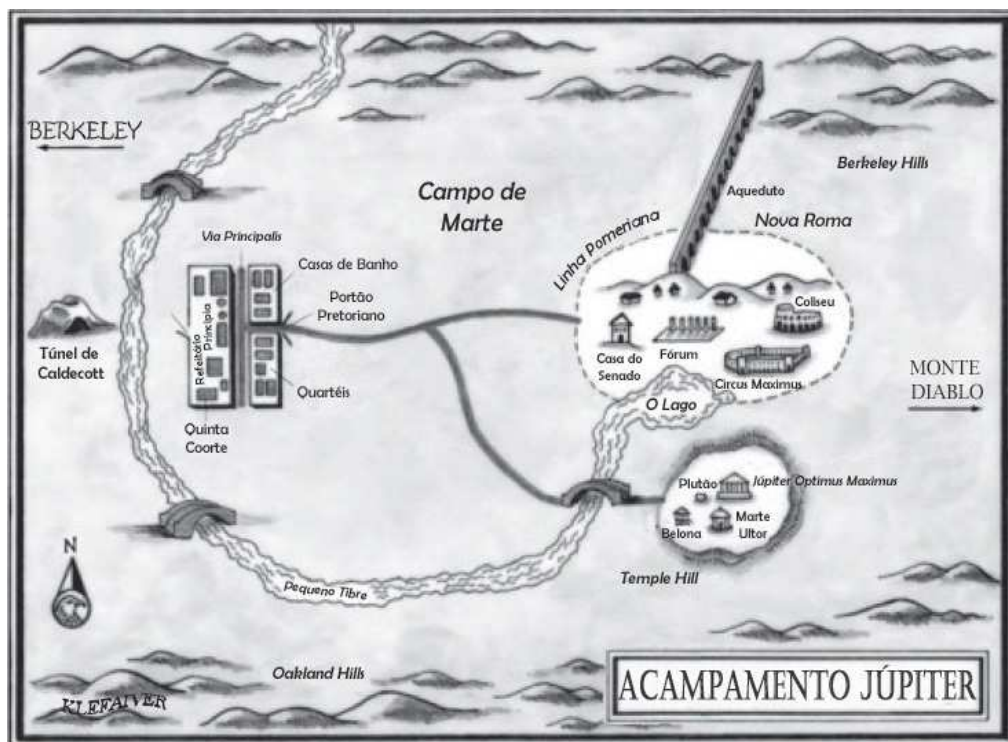 BERKELEY
Berkeley Hills
Campo de
Marte
Aqueduto
Nova Roma
Linha Pomeriana
Via Principalis
Casas de Banho
Portão
Pretoriano
Refeitório
Principia
Quartéis
Quinta
Coorte
Túnel de
Caldecott
Coliseu
Casa do
Senado
Fórum
Circus Maximus
O Lago
MONTE
DIABLO
Plutão
Júpiter Optimus Maximus
Belona
Marte
Ultor
Temple Hill
N
Pequeno Tibre
Oakland Hills
KLEFFAIVER
ACAMPAMENTO JÚPITER